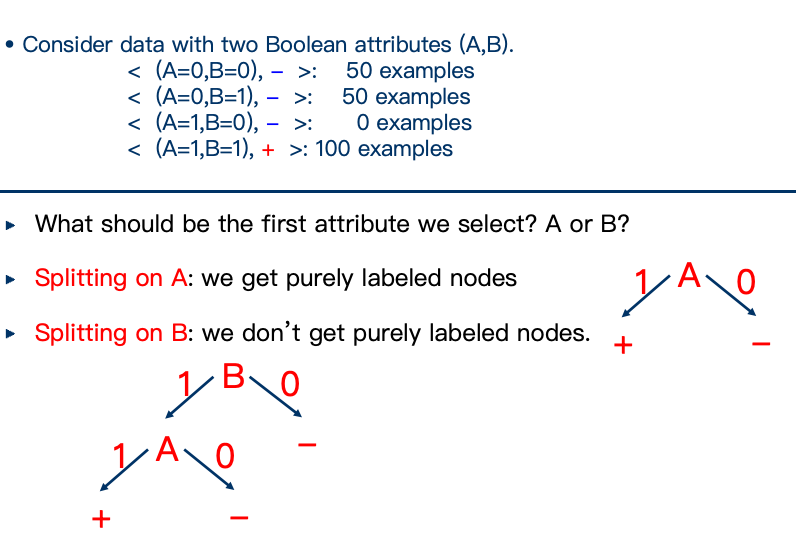 • Consider data with two Boolean attributes (A,B).
< (A=0,B=0), – >: 50 examples
< (A=0,B=1), – >: 50 examples
< (A=1,B=0), – >: 0 examples
< (A=1,B=1), + >: 100 examples
▸ What should be the first attribute we select? A or B?
▸ Splitting on A: we get purely labeled nodes
1 A 0
▸ Splitting on B: we don't get purely labeled nodes.
+ –
1 B 0
–
1 A 0
+ –